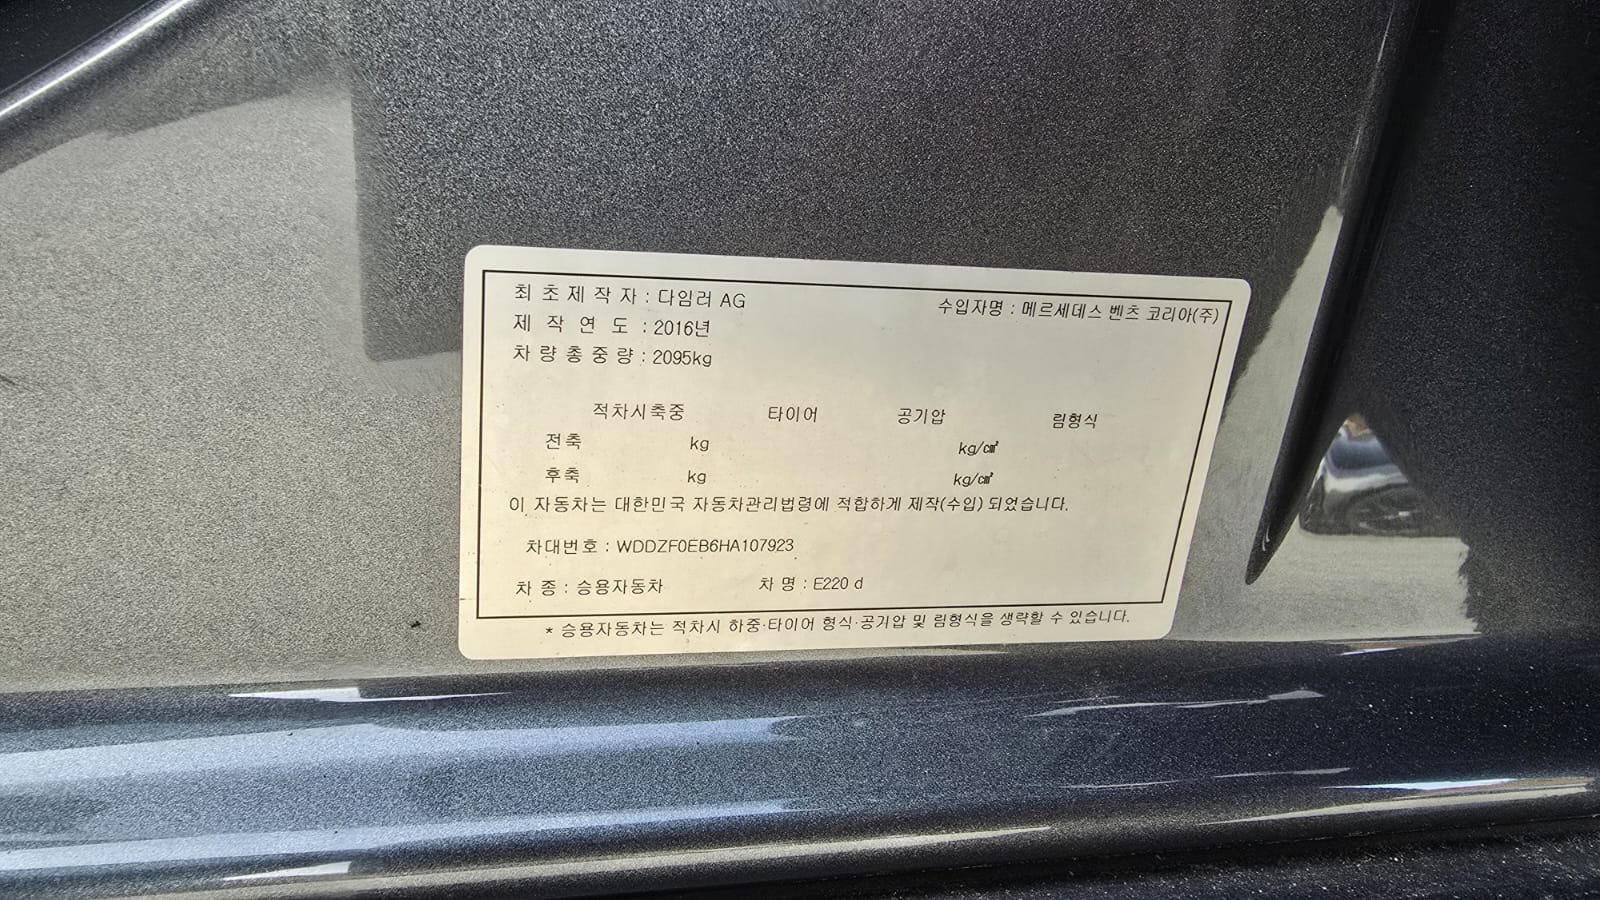 최초제작자 : 다임러 AG 수입자명 : 메르세데스 벤츠 코리아(주)
제작연도 : 2016년
차량총중량 : 2095kg
적차시축중 타이어 공기압 림형식
전축 kg kg/㎠
후축 kg kg/㎠
이 자동차는 대한민국 자동차관리법령에 적합하게 제작(수입) 되었습니다.
차대번호 : WDDZF0EB6HA107923
차종 : 승용자동차 차명 : E220 d
* 승용자동차는 적차시 하중·타이어 형식·공기압 및 림형식을 생략할 수 있습니다.